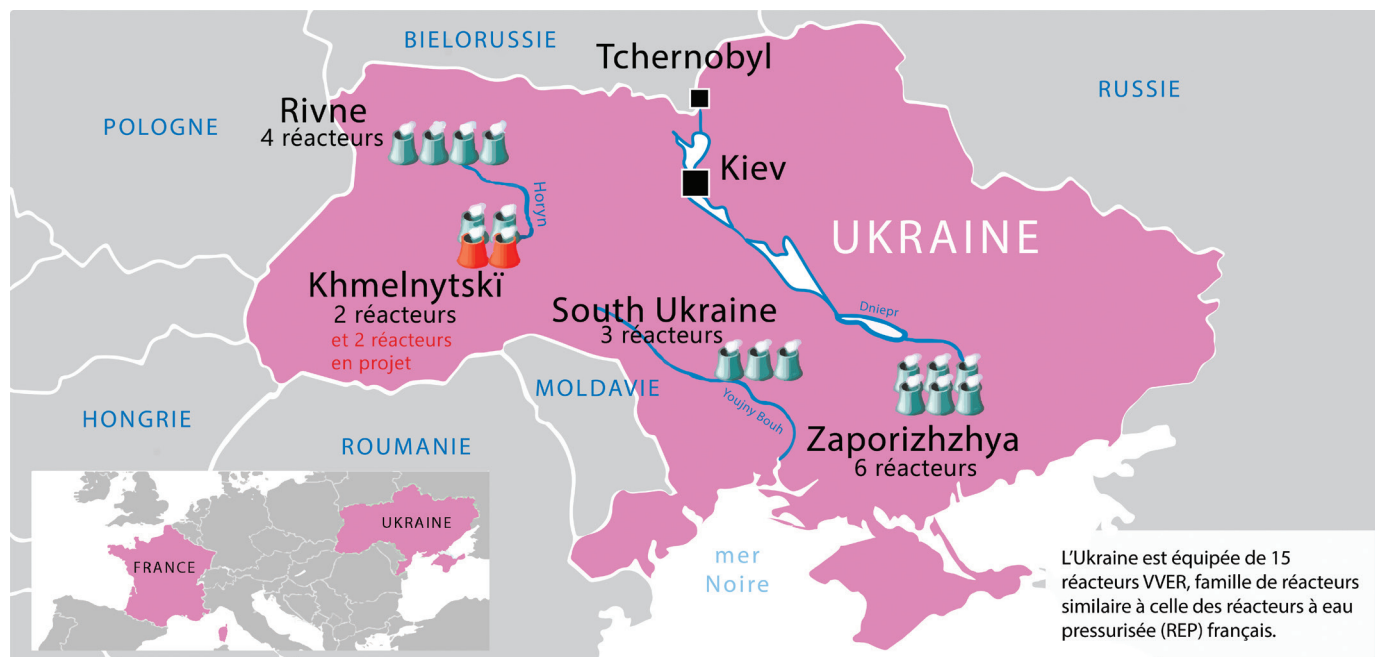 BIELORUSSIE
Tchernobyl
RUSSIE
Rivne
4 réacteurs
POLOGNE
Kiev
Horyn
UKRAINE
Khmelnytskï
2 réacteurs
et 2 réacteurs
en projet
South Ukraine
3 réacteurs
Dniepr
MOLDAVIE
Youjny Bouh
HONGRIE
ROUMANIE
Zaporizhzhya
6 réacteurs
UKRAINE
FRANCE
mer
Noire
L'Ukraine est équipée de 15
réacteurs VVER, famille de réacteurs
similaire à celle des réacteurs à eau
pressurisée (REP) français.